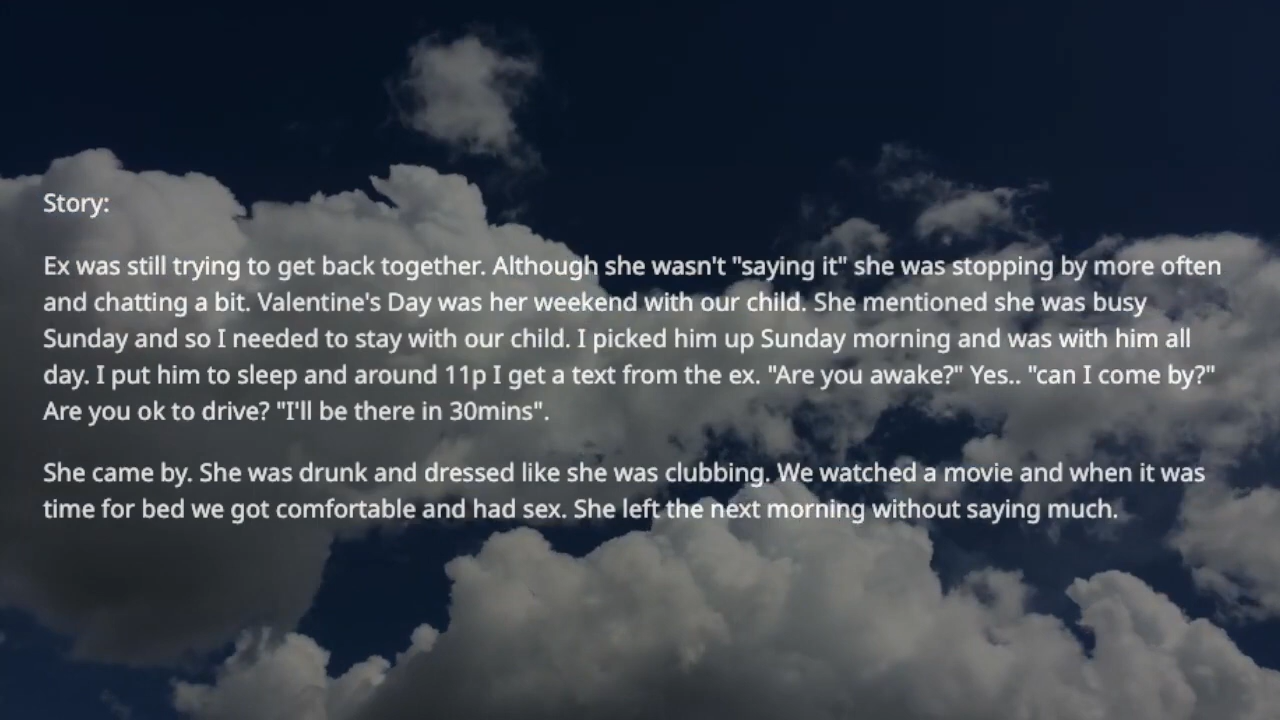 Story:
Ex was still trying to get back together. Although she wasn't "saying it" she was stopping by more often
and chatting a bit. Valentine's Day was her weekend with our child. She mentioned she was busy
Sunday and so I needed to stay with our child. I picked him up Sunday morning and was with him all
day. I put him to sleep and around 11p I get a text from the ex. "Are you awake?" Yes.. "can I come by?"
Are you ok to drive? "I'll be there in 30mins".
She came by. She was drunk and dressed like she was clubbing. We watched a movie and when it was
time for bed we got comfortable and had sex. She left the next morning without saying much.